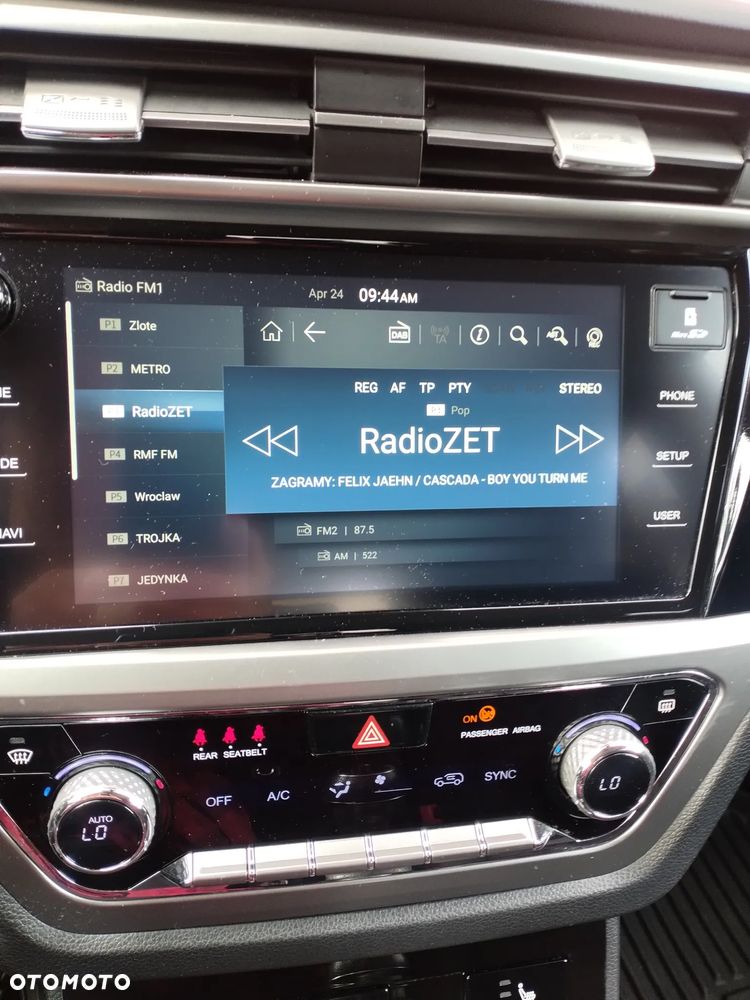 Radio FM1
Apr 24 09:44AM
P1 Zlote
P2 METRO
RadioZET
P4 RMF FM
P5 Wroclaw
P6 TROJKA
P7 JEDYNKA
DAB
TA
REC
REG AF TP PTY STEREO
Pop
RadioZET
ZAGRAMY: FELIX JAEHN / CASCADA - BOY YOU TURN ME
FM2 | 87.5
AM | 522
DE
AVI
Micro SD
PHONE
SETUP
USER
REAR SEATBELT
ON
PASSENGER AIRBAG
OFF
A/C
SYNC
AUTO
LO
LO
OTOMOTO